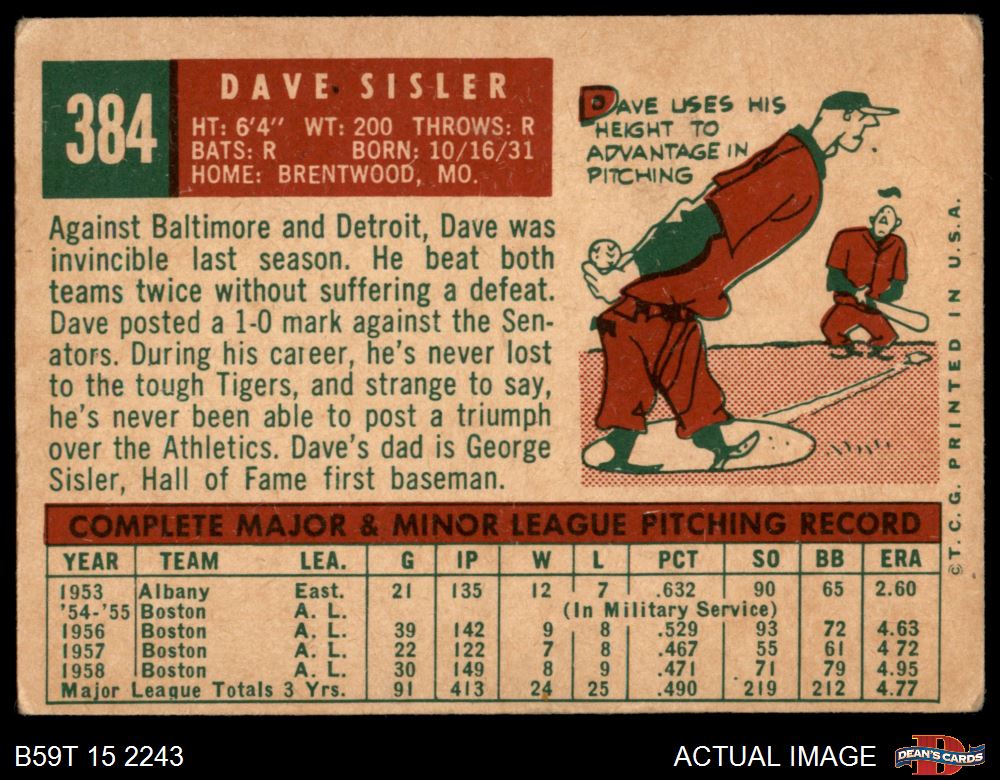 384
DAVE SISLER
HT: 6'4" WT: 200 THROWS: R
BATS: R BORN: 10/16/31
HOME: BRENTWOOD, MO.
DAVE USES HIS
HEIGHT TO
ADVANTAGE IN
PITCHING
Against Baltimore and Detroit, Dave was
invincible last season. He beat both
teams twice without suffering a defeat.
Dave posted a 1-0 mark against the Sen-
ators. During his career, he's never lost
to the tough Tigers, and strange to say,
he's never been able to post a triumph
over the Athletics. Dave's dad is George
Sisler, Hall of Fame first baseman.
©T. C. G. PRINTED IN U.S.A.
COMPLETE MAJOR & MINOR LEAGUE PITCHING RECORD
YEAR TEAM LEA. G IP W L PCT SO BB ERA
1953 Albany East. 21 135 12 7 .632 90 65 2.60
'54-'55 Boston A. L. (In Military Service)
1956 Boston A. L. 39 142 9 8 .529 93 72 4.63
1957 Boston A. L. 22 122 7 8 .467 55 61 4 72
1958 Boston A. L. 30 149 8 9 .471 71 79 4.95
Major League Totals 3 Yrs. 91 413 24 25 .490 219 212 4.77
B59T 15 2243
ACTUAL IMAGE
D
DEAN'S CARDS